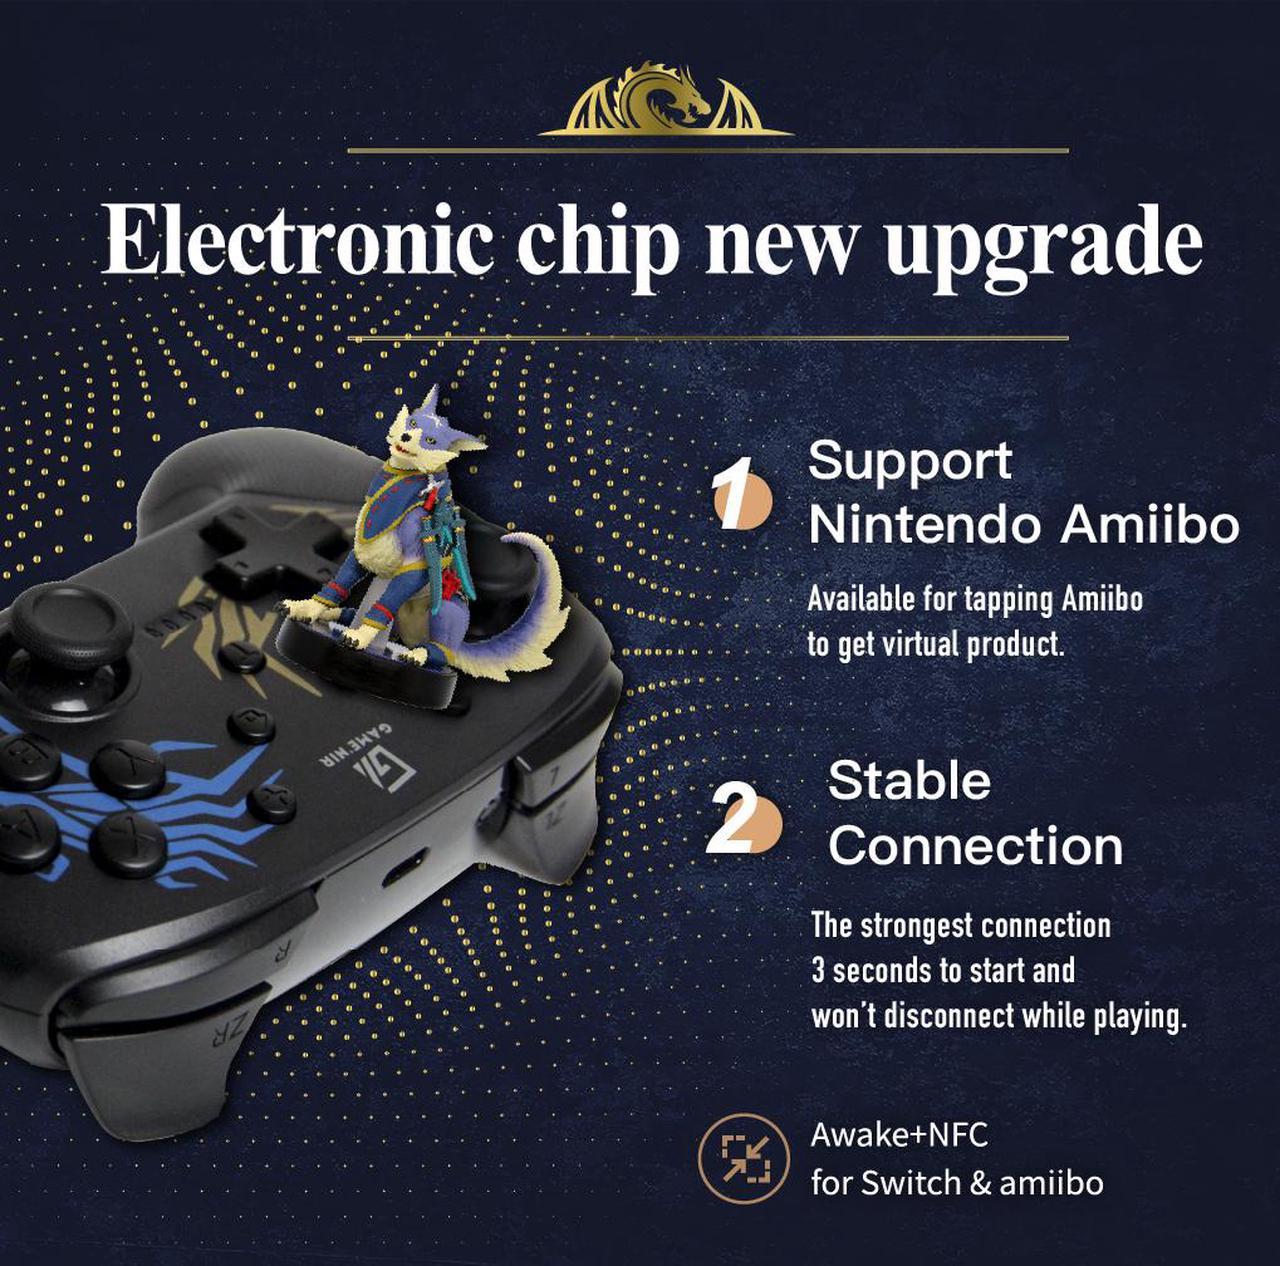 Electronic chip new upgrade
1
Support
Nintendo Amiibo
Available for tapping Amiibo
to get virtual product.
2
Stable
Connection
The strongest connection
3 seconds to start and
won't disconnect while playing.
Awake+NFC
for Switch & amiibo
GAME'NIR
L
ZL
R
ZR
Y
X
A
B